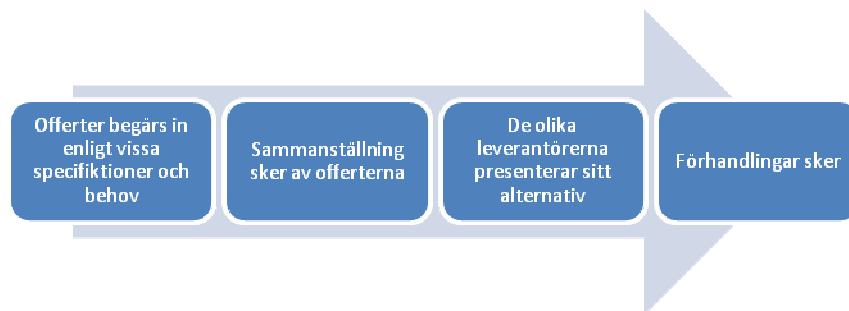 Offerter begärs in
enligt vissa
specifiktioner och
behov
Sammanställning
sker av offerterna
De olika
leverantörerna
presenterar sitt
alternativ
Förhandlingar sker